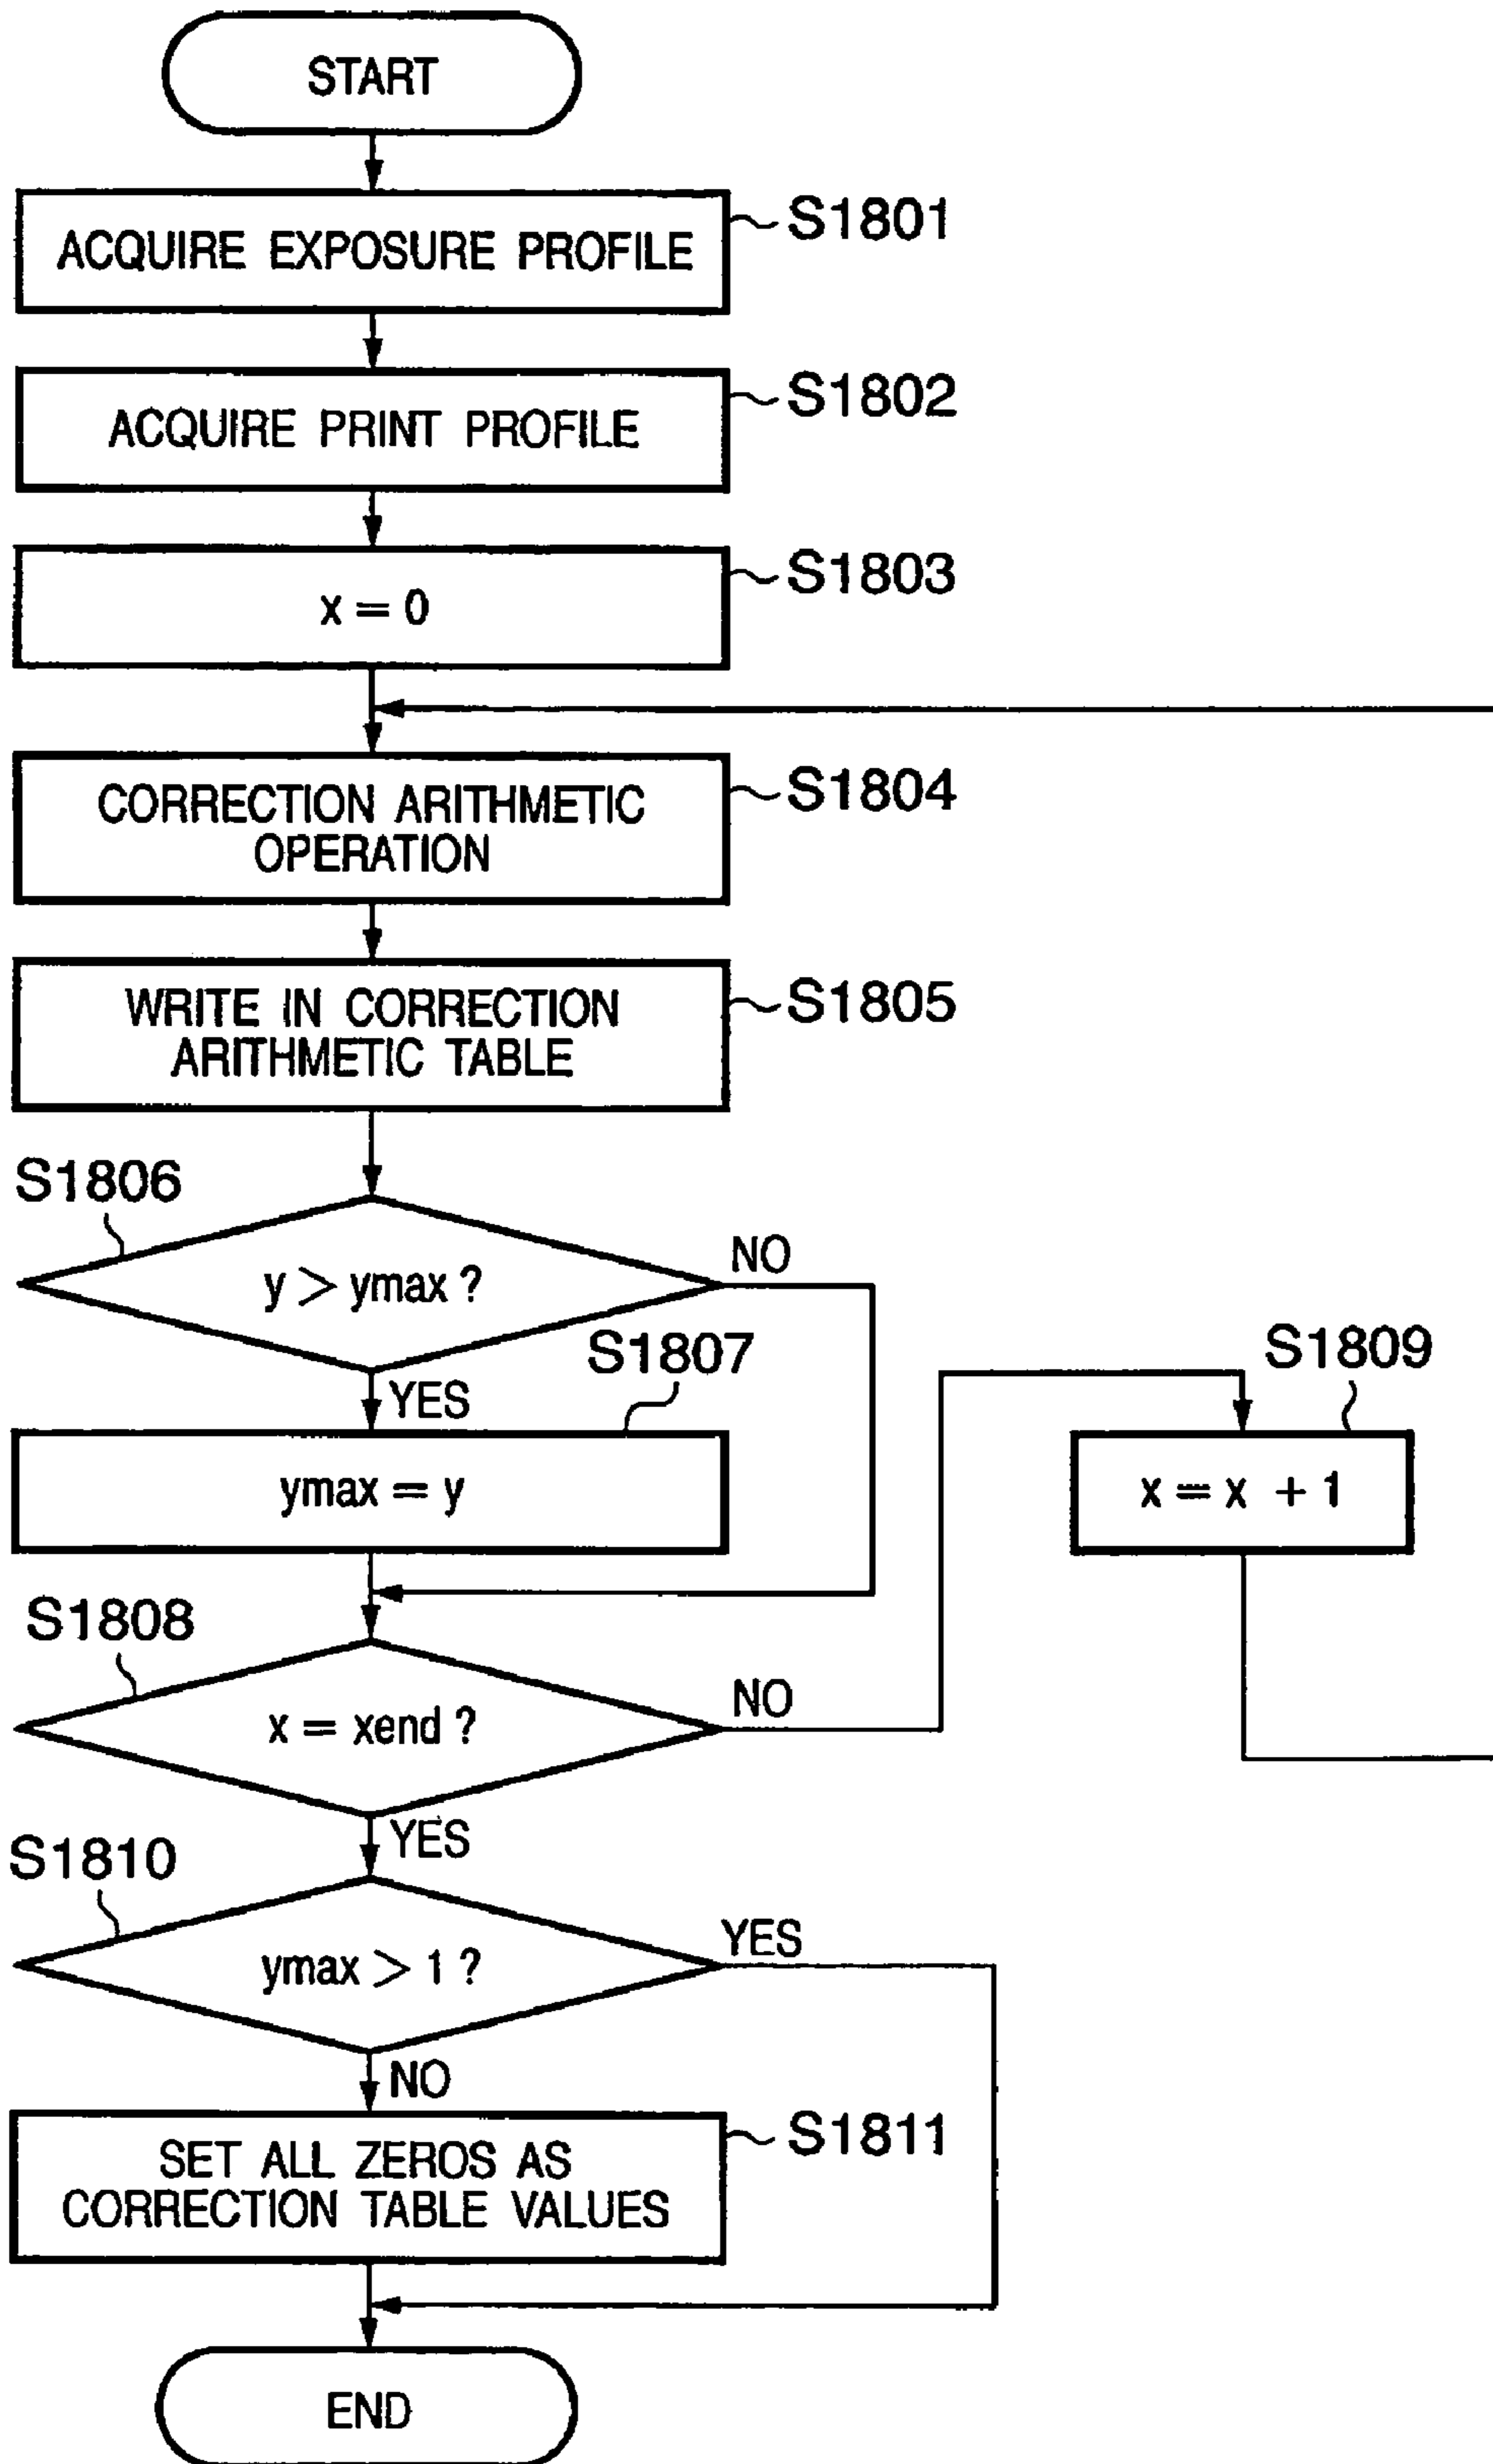 START
ACQUIRE EXPOSURE PROFILE
S1801
ACQUIRE PRINT PROFILE
S1802
x = 0
S1803
CORRECTION ARITHMETIC
OPERATION
S1804
WRITE IN CORRECTION
ARITHMETIC TABLE
S1805
S1806
y > ymax ?
NO
YES
S1807
ymax = y
S1809
x = x + 1
S1808
x = xend ?
NO
YES
S1810
ymax > 1 ?
YES
NO
SET ALL ZEROS AS
CORRECTION TABLE VALUES
S1811
END